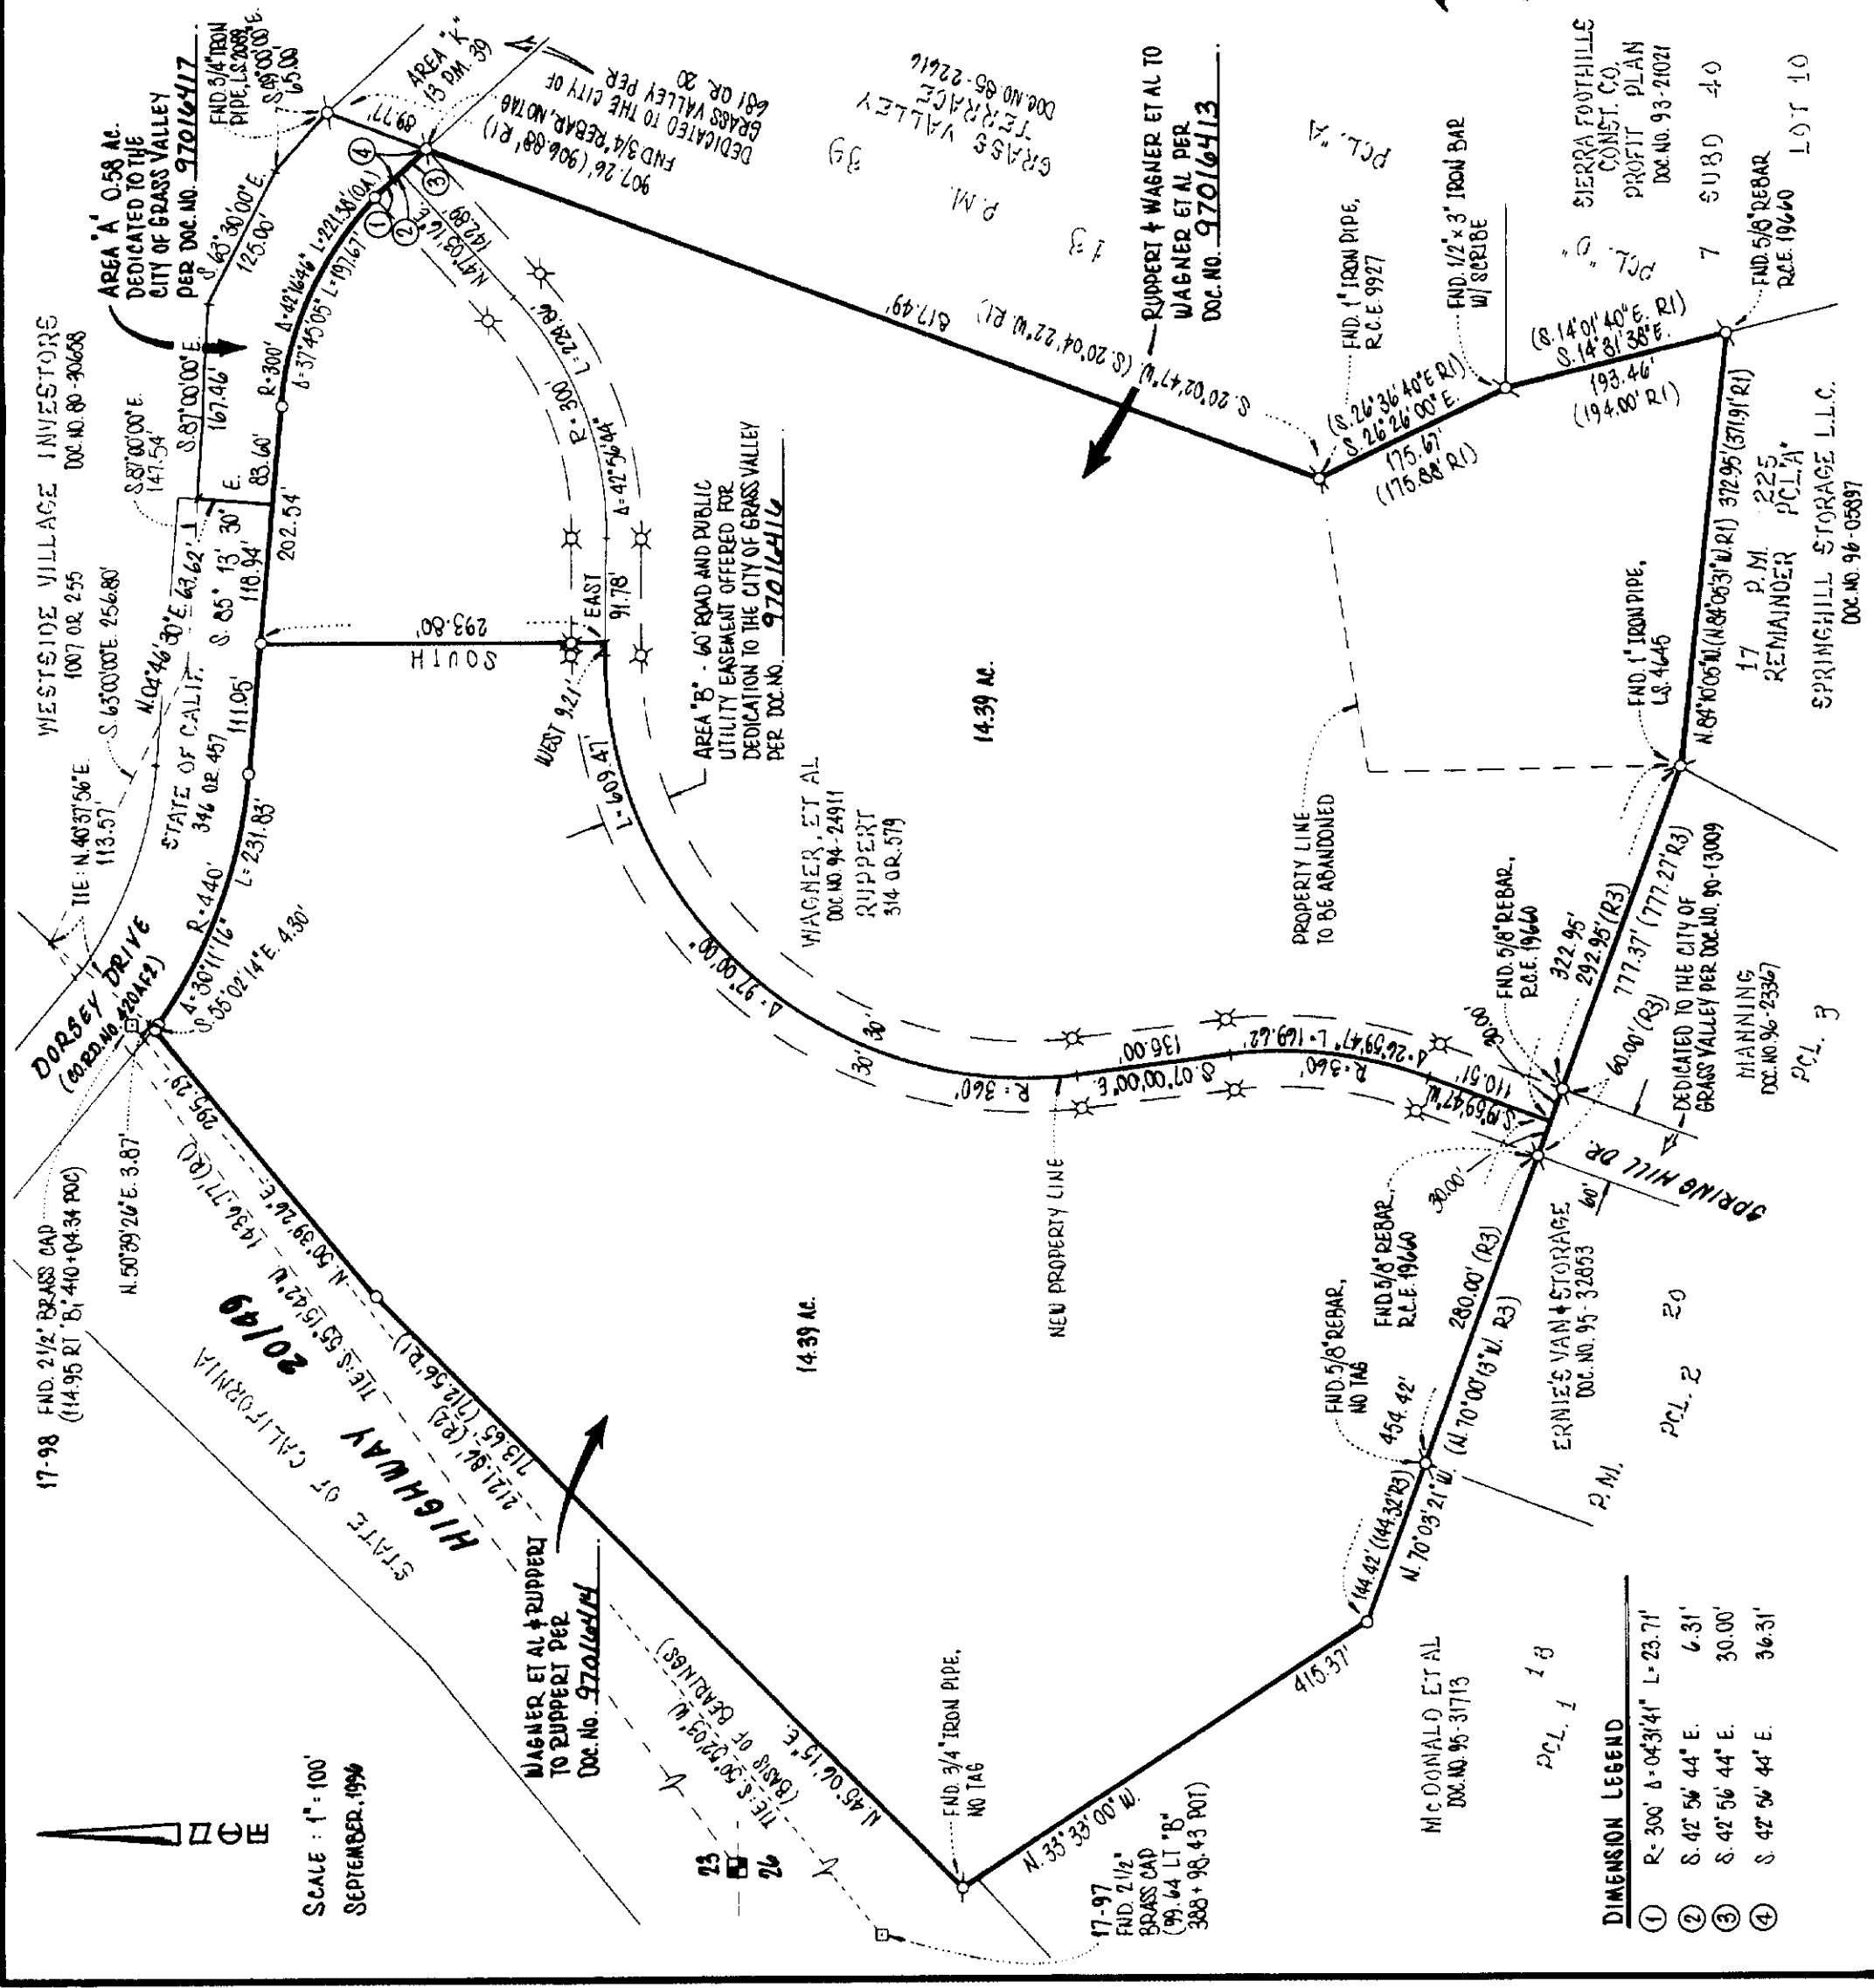 17-98 FND. 2 1/2" BRASS CAP
(114.95 RT "B", 410+04.34 POC)
N.50°39'26"E. 3.87'
DORSEY DRIVE
(CO.RD.NO. 420AF2)
TIE: N.40°37'56"E.
113.57'
WESTSIDE VILLAGE INVESTORS
1007 OR 255
DOC. NO. 80-30658
S.63°00'00"E. 256.80'
N.04°46'30"E. 63.62'
S.87°00'00"E.
147.54'
STATE OF CALIF.
346 OR 457
AREA "A" 0.58 AC.
DEDICATED TO THE
CITY OF GRASS VALLEY
PER DOC. NO. 97016417
FND. 3/4" IRON
PIPE, L.S. 2089
S.49°00'00"E.
65.00'
S.63°30'00"E.
125.00'
S.87°00'00"E.
167.46'
AREA "K"
13 P.M. 39
89.77'
DEDICATED TO THE CITY OF
GRASS VALLEY PER
681 OR 20
FND 3/4" REBAR, NO TAG
907.26' (906.88' R1)
Δ=30°11'16"
R=440'
L=231.83'
S.55°02'14"E. 4.30'
111.05'
S. 85° 13' 30" E.
118.94'
83.60'
202.54'
R=300'
Δ=42°16'46" L=221.38' (OA)
Δ=37°45'05" L=197.67'
1
2
3
4
N.47°03'16"E.
142.89'
L=224.86'
R=300'
Δ=42°56'44"
SOUTH
293.80'
EAST
91.78'
WEST 9.21'
L=609.47'
AREA "B" - 60' ROAD AND PUBLIC
UTILITY EASEMENT OFFERED FOR
DEDICATION TO THE CITY OF GRASS VALLEY
PER DOC. NO. 97016416
GRASS VALLEY
TERRACE
DOC. NO. 85-22616
13 P.M. 39
PCL. "A"
817.49'
S.20°02'47"W. (S.20°04'22"W. R1)
RUPPERT & WAGNER ET AL TO
WAGNER ET AL PER
DOC. NO. 97016413
295.29'
N.50°39'26"E.
TIE: S.55°15'42"W. 1436.77' (R1)
HIGHWAY 20/49
STATE OF CALIFORNIA
713.65' (712.56' R1)
2121.86' (R2)
N.45°06'15"E.
TIE: S.50°52'03"W.
(BASIS OF BEARINGS)
WAGNER ET AL & RUPPERT
TO RUPPERT PER
DOC. NO. 97016414
SCALE : 1" = 100'
SEPTEMBER, 1996
23
26
WAGNER, ET AL
DOC. NO. 94-24911
RUPPERT
314 OR 579
14.39 AC.
14.39 AC.
Δ=97°00'00"
30'
30'
R=360'
NEW PROPERTY LINE
136.00'
S.07°00'00"E.
R=360'
Δ=26°59'47" L=169.62'
110.51'
S.19°59'47"W.
PROPERTY LINE
TO BE ABANDONED
FND. 1" IRON PIPE,
R.C.E. 9927
(S.26°36'40"E R1)
S.26°26'00"E.
175.67'
(175.88' R1)
FND. 1/2" x 3" IRON BAR
W/ SCRIBE
(S.14°01'40"E. R1)
S.14°31'38"E.
193.46'
(194.00' R1)
SIERRA FOOTHILLS
CONST. CO.
PROFIT PLAN
DOC. NO. 93-21021
PCL. "D"
7 SUBD 40
LOT 10
FND. 5/8" REBAR
R.C.E. 19660
FND. 1" IRON PIPE,
L.S. 4645
N.84°10'05"W. (N.84°05'31"W. R1) 372.95' (371.91' R1)
17 P.M. 225
REMAINDER PCL. "A"
SPRINGHILL STORAGE L.L.C.
DOC. NO. 96-05897
FND. 5/8" REBAR,
R.C.E. 19660
30.00'
322.95'
292.95' (R3)
777.37' (777.27' R3)
60.00' (R3)
DEDICATED TO THE CITY OF
GRASS VALLEY PER DOC. NO. 90-13009
MANNING
DOC. NO. 96-23367
PCL. 3
SPRING HILL DR.
60'
30.00'
FND. 5/8" REBAR,
R.C.E. 19660
FND. 5/8" REBAR,
NO TAG
454.42'
280.00' (R3)
(N.70°00'13"W. R3)
N.70°03'21"W.
144.42' (144.32' R3)
ERNIE'S VAN & STORAGE
DOC. NO. 95-32853
PCL. 2
P.M. 20
415.37'
N.33°33'00"W.
FND. 3/4" IRON PIPE,
NO TAG
17-97
FND. 2 1/2"
BRASS CAP
(99.64 LT "B"
388+98.43 POT)
McDONALD ET AL
DOC. NO. 95-31713
PCL. 1
18
DIMENSION LEGEND
1 R=300' Δ=04°31'41" L=23.71'
2 S. 42° 56' 44" E. 6.31'
3 S. 42° 56' 44" E. 30.00'
4 S. 42° 56' 44" E. 36.31'